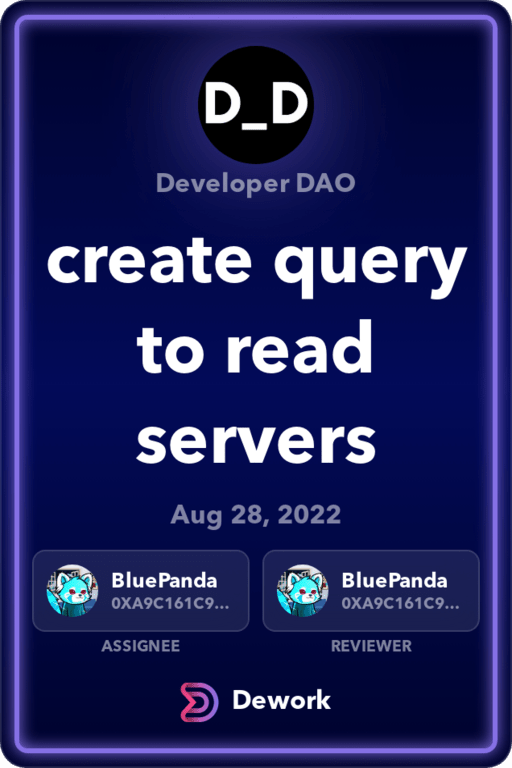 D_D
Developer DAO
create query
to read
servers
Aug 28, 2022
BluePanda
0XA9C161C9...
BluePanda
0XA9C161C9...
ASSIGNEE
REVIEWER
Dework